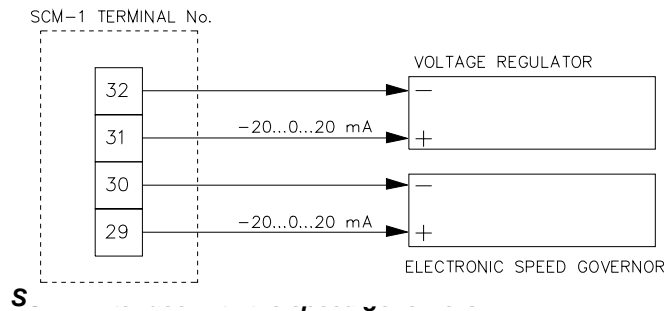 SCM-1 TERMINAL No.
VOLTAGE REGULATOR
32
−
31
-20...0...20 mA
+
30
−
29
-20...0...20 mA
+
ELECTRONIC SPEED GOVERNOR